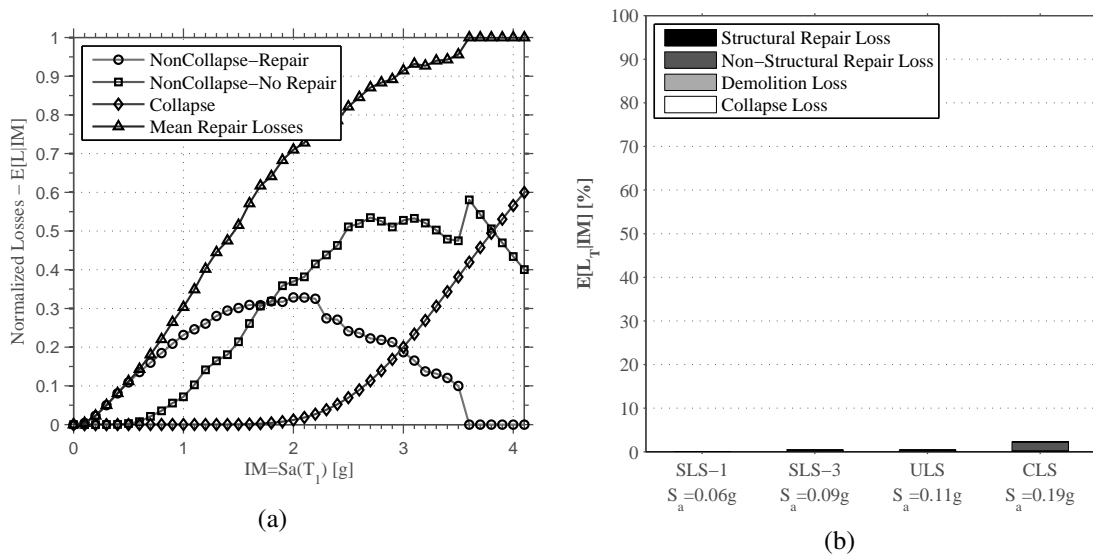 1
0.9
0.8
0.7
0.6
0.5
0.4
0.3
0.2
0.1
0
Normalized Losses − E[L|IM]
NonCollapse−Repair
NonCollapse−No Repair
Collapse
Mean Repair Losses
0 1 2 3 4
IM=Sa(T1) [g]
(a)
100
90
80
70
60
50
40
30
20
10
0
E[LT|IM] [%]
Structural Repair Loss
Non−Structural Repair Loss
Demolition Loss
Collapse Loss
SLS−1 SLS−3 ULS CLS
Sa=0.06g Sa=0.09g Sa=0.11g Sa=0.19g
(b)